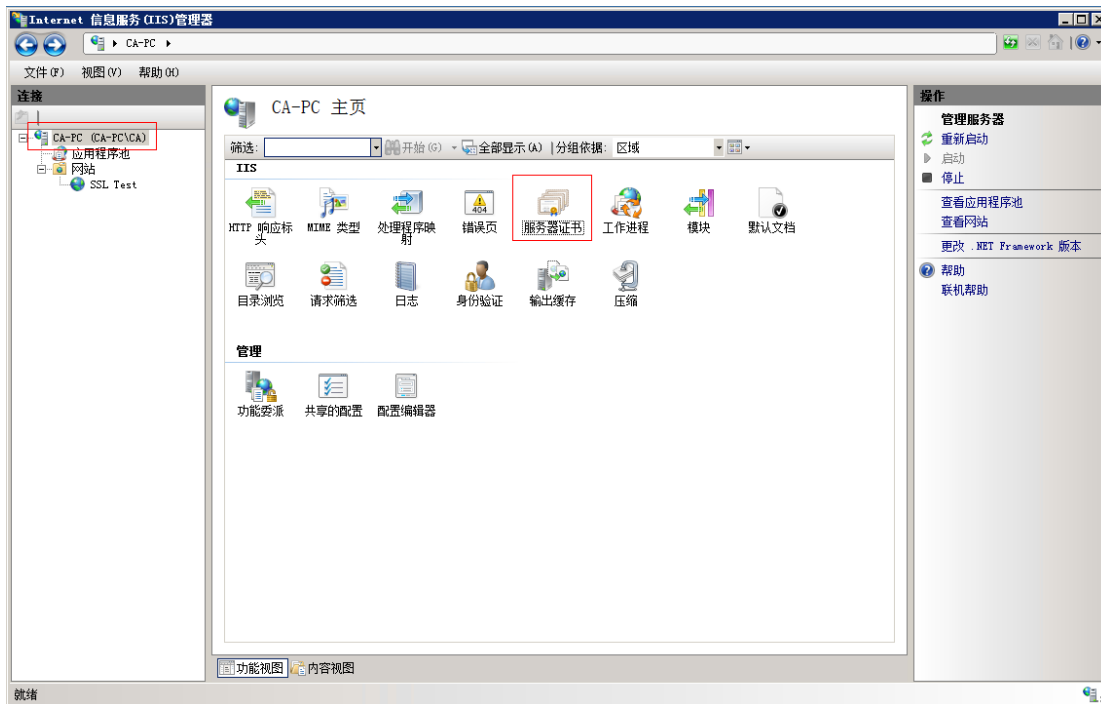 Internet 信息服务(IIS)管理器
CA-PC
文件(F) 视图(V) 帮助(H)
连接
CA-PC (CA-PC\CA)
应用程序池
网站
SSL Test
CA-PC 主页
筛选: 开始(G) 全部显示(A) 分组依据: 区域
IIS
HTTP 响应标头
MIME 类型
处理程序映射
404
错误页
服务器证书
工作进程
模块
默认文档
目录浏览
请求筛选
日志
身份验证
输出缓存
压缩
管理
功能委派
共享的配置
配置编辑器
功能视图 内容视图
操作
管理服务器
重新启动
启动
停止
查看应用程序池
查看网站
更改 .NET Framework 版本
帮助
联机帮助
就绪